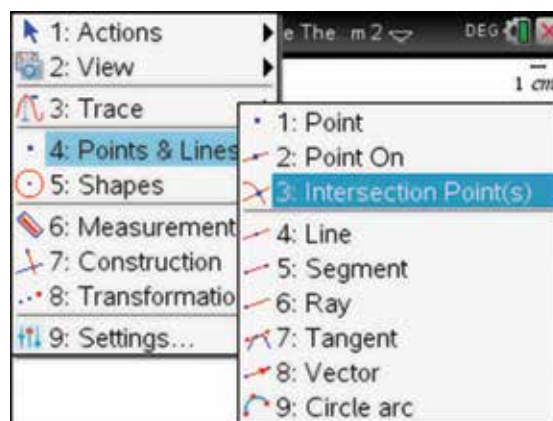 1: Actions
e The m 2 DEG
2: View
1 cm
3: Trace
1: Point
4: Points & Lines
2: Point On
5: Shapes
3: Intersection Point(s)
6: Measurement
4: Line
7: Construction
5: Segment
8: Transformatio
6: Ray
9: Settings...
7: Tangent
8: Vector
9: Circle arc